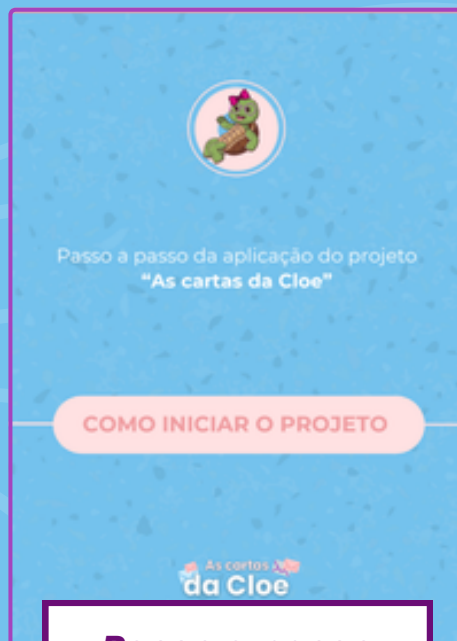 Passo a passo da aplicação do projeto
“As cartas da Cloe”
COMO INICIAR O PROJETO
As cartas
da Cloe